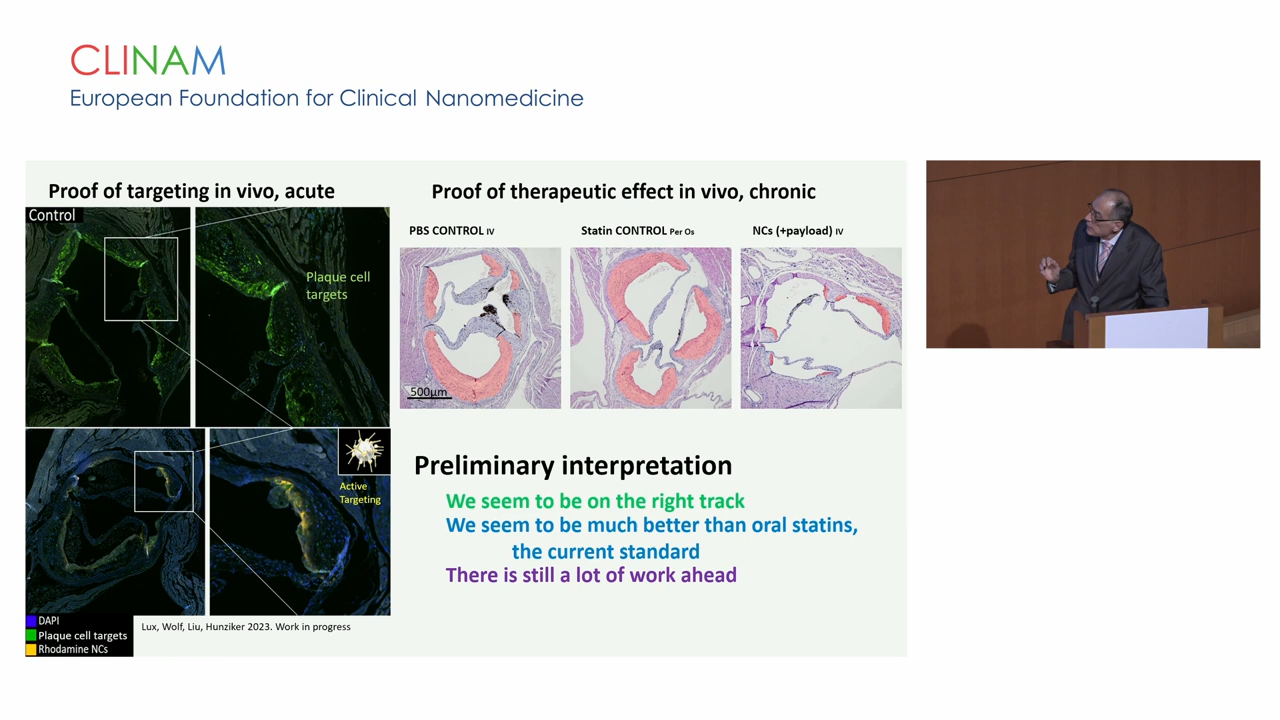 CLINAM
European Foundation for Clinical Nanomedicine
Proof of targeting in vivo, acute
Control
Plaque cell
targets
Active
Targeting
DAPI
Plaque cell targets
Rhodamine NCs
Lux, Wolf, Liu, Hunziker 2023. Work in progress
Proof of therapeutic effect in vivo, chronic
PBS CONTROL IV
Statin CONTROL Per Os
NCs (+payload) IV
500µm
Preliminary interpretation
We seem to be on the right track
We seem to be much better than oral statins,
the current standard
There is still a lot of work ahead